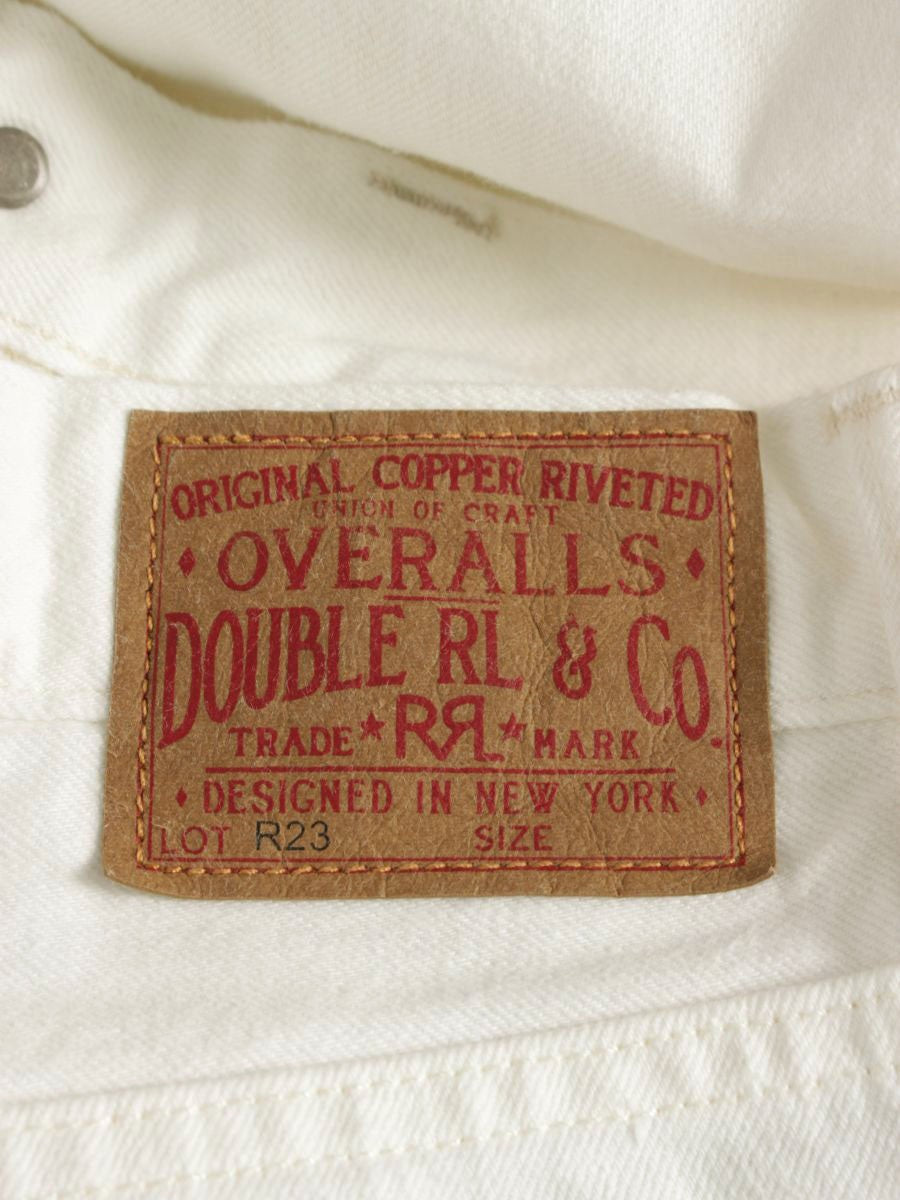 ORIGINAL COPPER RIVETED
UNION OF CRAFT
OVERALLS
DOUBLE RL & CO.
TRADE ★ RRL ★ MARK
DESIGNED IN NEW YORK
LOT R23 SIZE